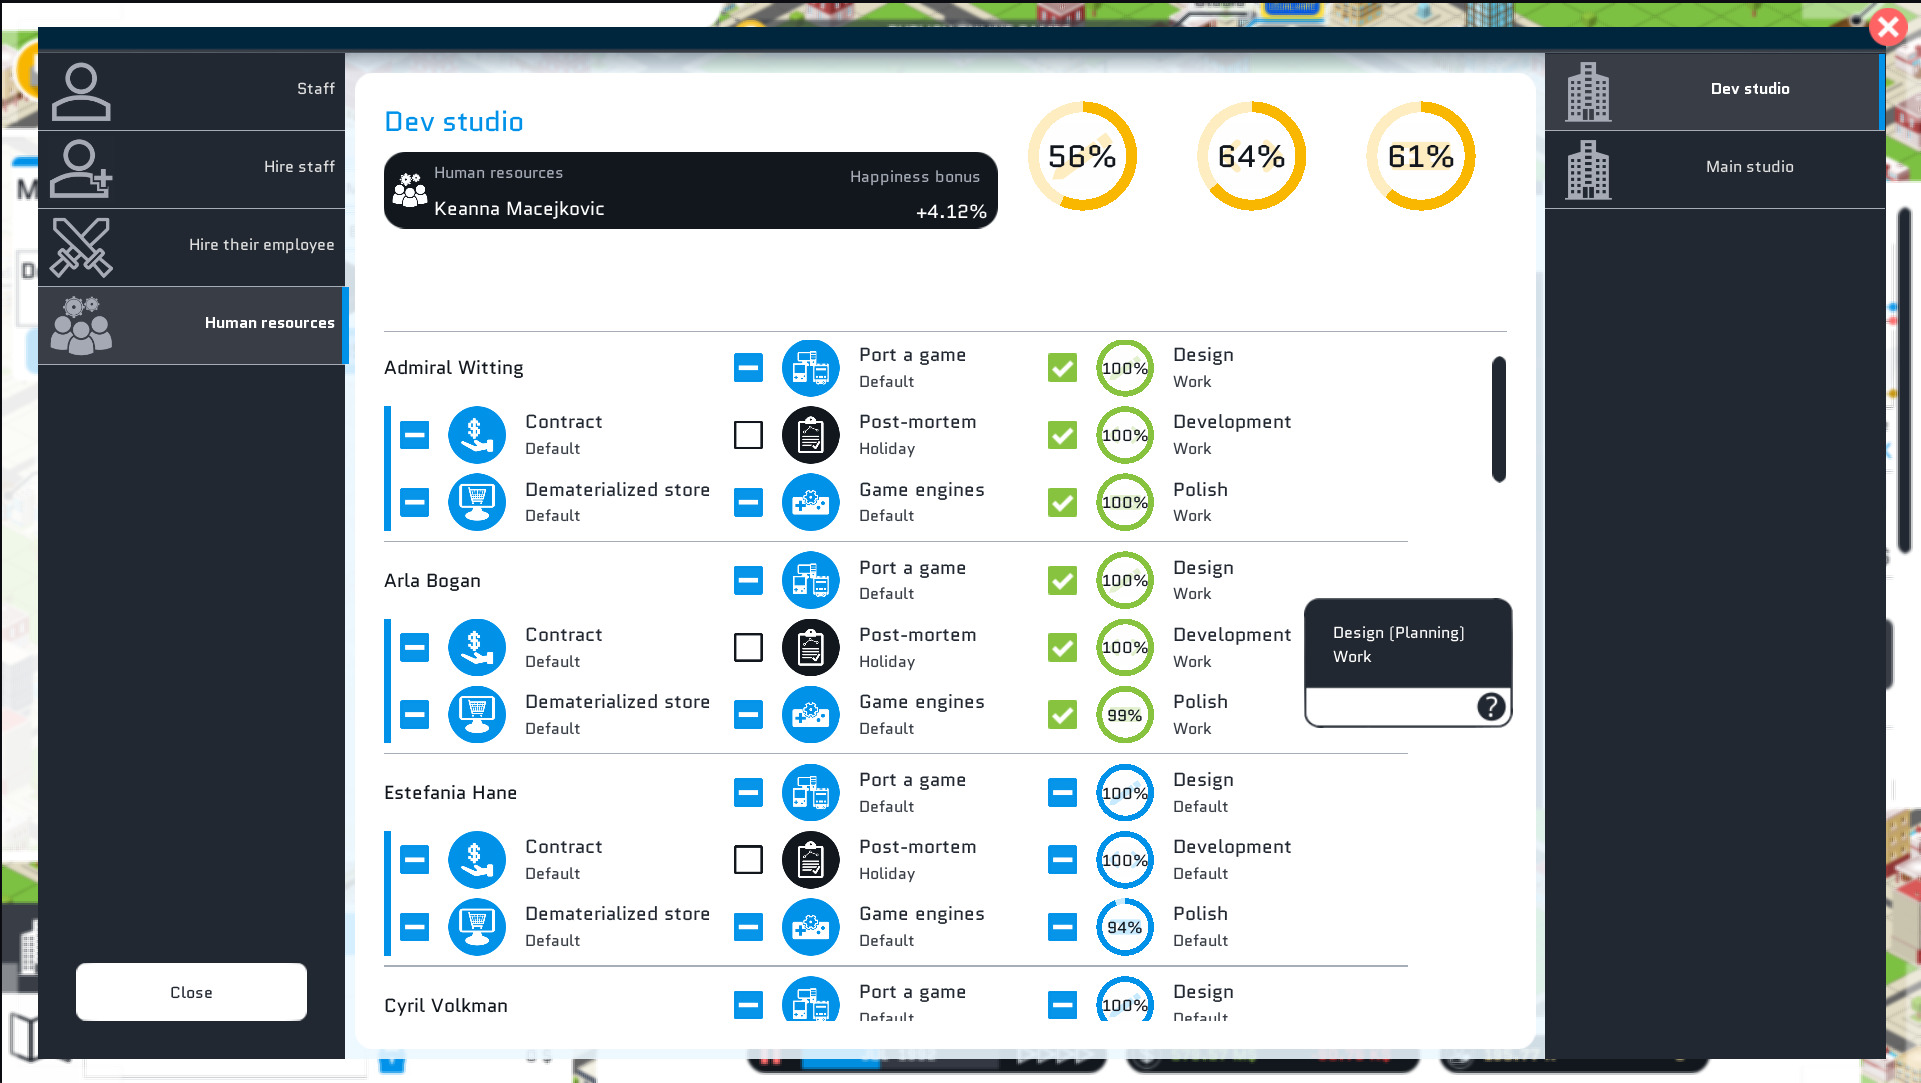 Staff
Hire staff
Hire their employee
Human resources
Close
Dev studio
Human resources
Keanna Macejkovic
Happiness bonus
+4.12%
56%
64%
61%
Admiral Witting
Port a game
Default
100%
Design
Work
Contract
Default
Post-mortem
Holiday
100%
Development
Work
Dematerialized store
Default
Game engines
Default
100%
Polish
Work
Arla Bogan
Port a game
Default
100%
Design
Work
Contract
Default
Post-mortem
Holiday
100%
Development
Work
Dematerialized store
Default
Game engines
Default
99%
Polish
Work
Design (Planning)
Work
?
Estefania Hane
Port a game
Default
100%
Design
Default
Contract
Default
Post-mortem
Holiday
100%
Development
Default
Dematerialized store
Default
Game engines
Default
94%
Polish
Default
Cyril Volkman
Port a game
Default
100%
Design
Default
Dev studio
Main studio